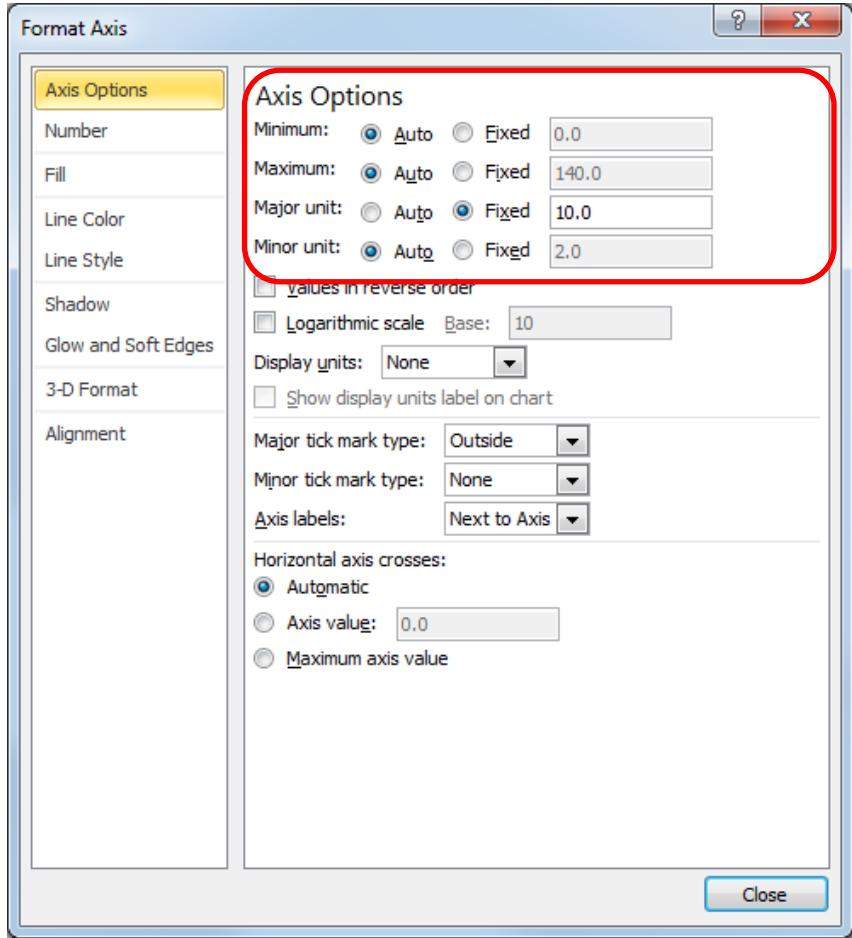 Format Axis
Axis Options
Number
Fill
Line Color
Line Style
Shadow
Glow and Soft Edges
3-D Format
Alignment
Axis Options
Minimum: Auto Fixed 0.0
Maximum: Auto Fixed 140.0
Major unit: Auto Fixed 10.0
Minor unit: Auto Fixed 2.0
Values in reverse order
Logarithmic scale Base: 10
Display units: None
Show display units label on chart
Major tick mark type: Outside
Minor tick mark type: None
Axis labels: Next to Axis
Horizontal axis crosses:
Automatic
Axis value: 0.0
Maximum axis value
Close